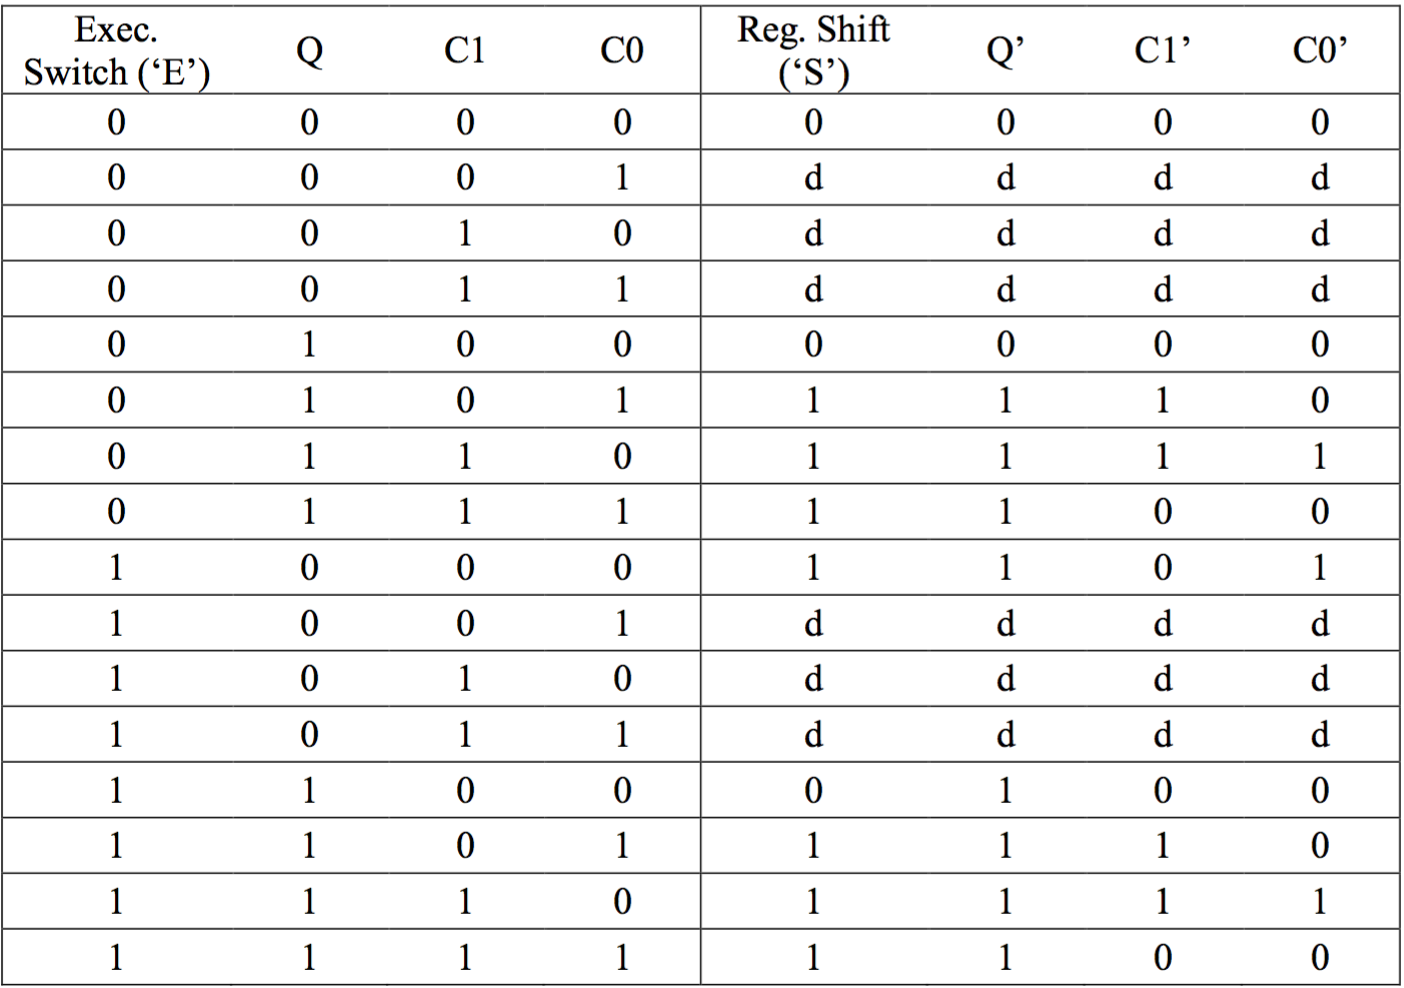 Exec. Switch (‘E’) Q C1 C0 Reg. Shift (‘S’) Q’ C1’ C0’
0 0 0 0 0 0 0 0
0 0 0 1 d d d d
0 0 1 0 d d d d
0 0 1 1 d d d d
0 1 0 0 0 0 0 0
0 1 0 1 1 1 1 0
0 1 1 0 1 1 1 1
0 1 1 1 1 1 0 0
1 0 0 0 1 1 0 1
1 0 0 1 d d d d
1 0 1 0 d d d d
1 0 1 1 d d d d
1 1 0 0 0 1 0 0
1 1 0 1 1 1 1 0
1 1 1 0 1 1 1 1
1 1 1 1 1 1 0 0